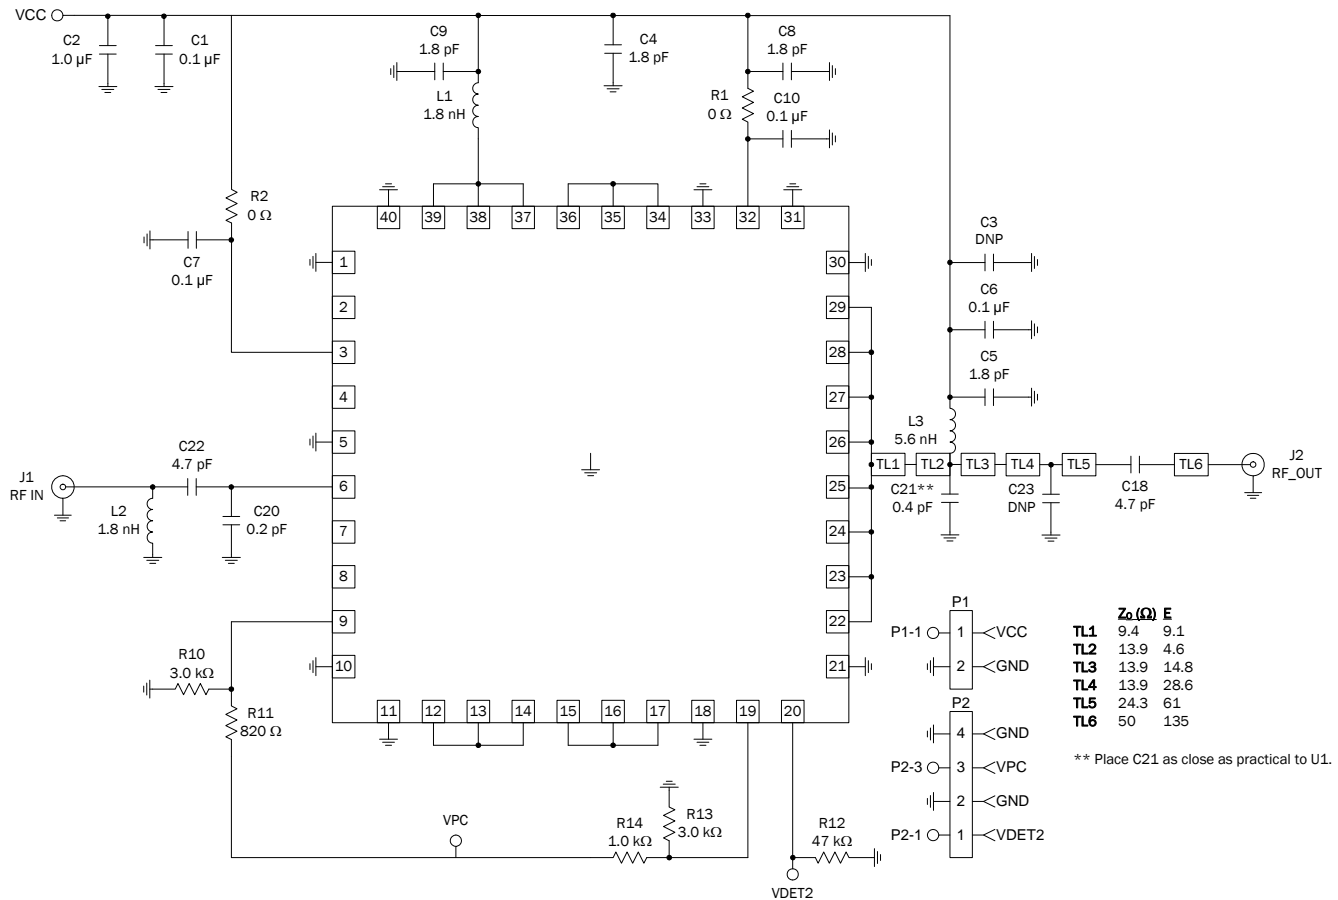 VCC
C2
1.0 µF
C1
0.1 µF
C9
1.8 pF
L1
1.8 nH
C4
1.8 pF
C8
1.8 pF
R1
0 Ω
C10
0.1 µF
R2
0 Ω
C7
0.1 µF
40
39
38
37
36
35
34
33
32
31
1
2
3
4
5
6
7
8
9
10
30
29
28
27
26
25
24
23
22
21
11
12
13
14
15
16
17
18
19
20
C3
DNP
C6
0.1 µF
C5
1.8 pF
L3
5.6 nH
J1
RF IN
C22
4.7 pF
L2
1.8 nH
C20
0.2 pF
TL1
TL2
TL3
TL4
TL5
TL6
C21**
0.4 pF
C23
DNP
C18
4.7 pF
J2
RF_OUT
R10
3.0 kΩ
R11
820 Ω
VPC
R14
1.0 kΩ
R13
3.0 kΩ
R12
47 kΩ
VDET2
P1
P1-1 1 VCC
2 GND
P2
4 GND
P2-3 3 VPC
2 GND
P2-1 1 VDET2
Z0 (Ω) E
TL1 9.4 9.1
TL2 13.9 4.6
TL3 13.9 14.8
TL4 13.9 28.6
TL5 24.3 61
TL6 50 135
** Place C21 as close as practical to U1.